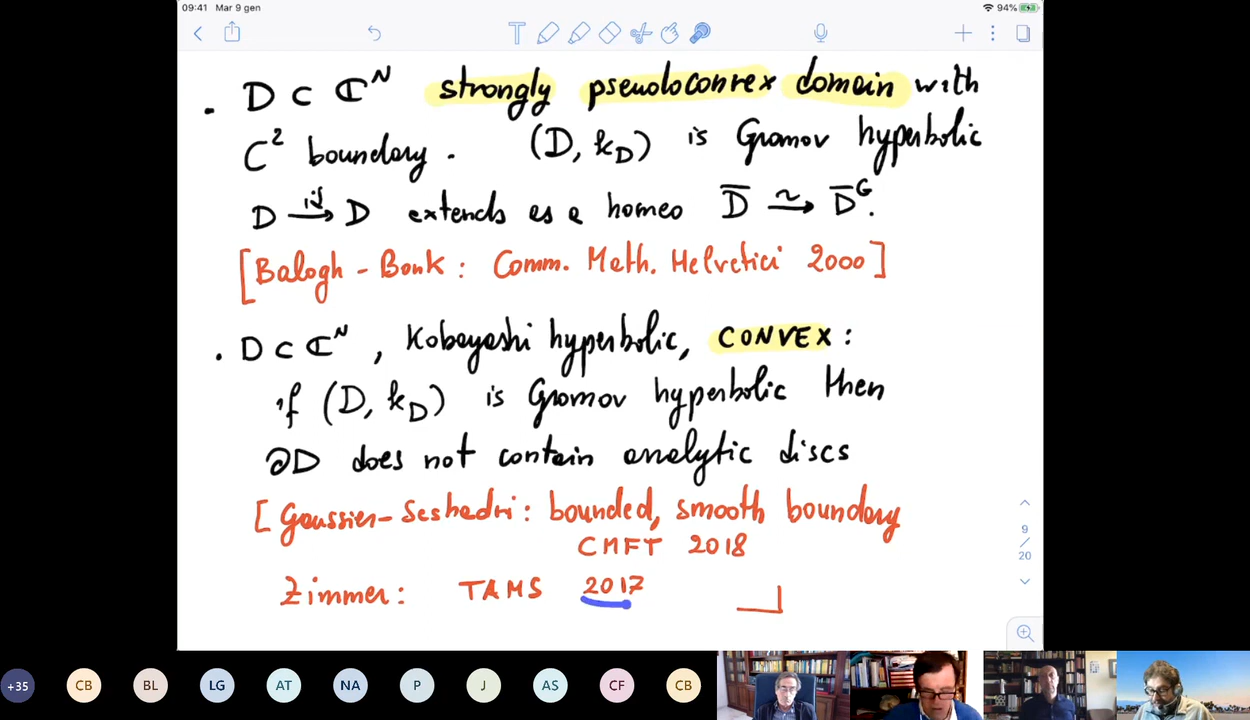 09:41 Mar 9 gen
94%
. D ⊂ ℂᴺ strongly pseudoconvex domain with
C² boundary. (D, k_D) is Gromov hyperbolic
D →id D extends as a homeo D̅ →~ D̅ᴳ.
[Balogh - Bonk: Comm. Math. Helvetici 2000]
. D ⊂ ℂᴺ, Kobayashi hyperbolic, CONVEX:
if (D, k_D) is Gromov hyperbolic then
∂D does not contain analytic discs
[Gaussier-Seshadri: bounded, smooth boundary
CMFT 2018
Zimmer: TAMS 2017 ]
9
/
20
+35 CB BL LG AT NA P J AS CF CB